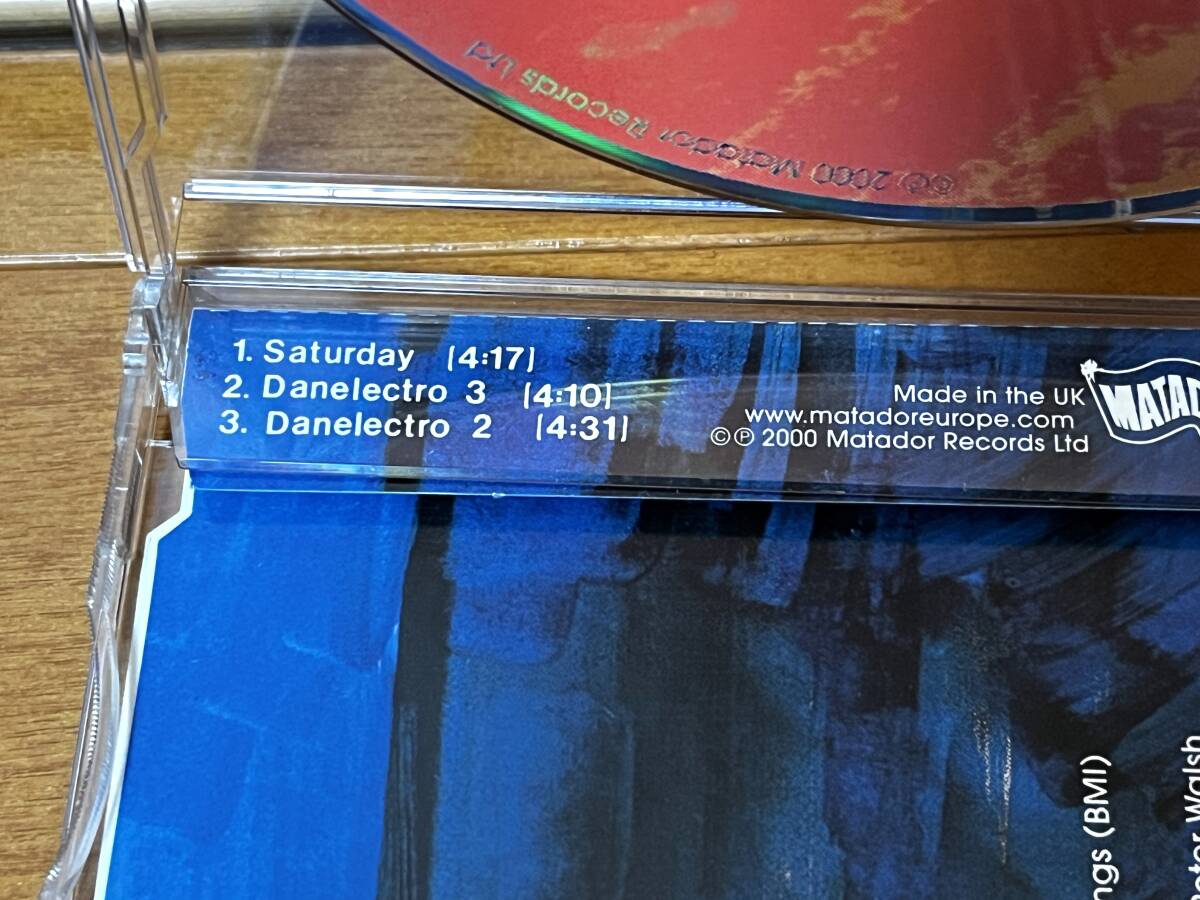 © 2000 Matador Records Ltd
1. Saturday (4:17)
2. Danelectro 3 (4:10)
3. Danelectro 2 (4:31)
Made in the UK
www.matadoreurope.com
©℗ 2000 Matador Records Ltd
(BMI)
Walsh